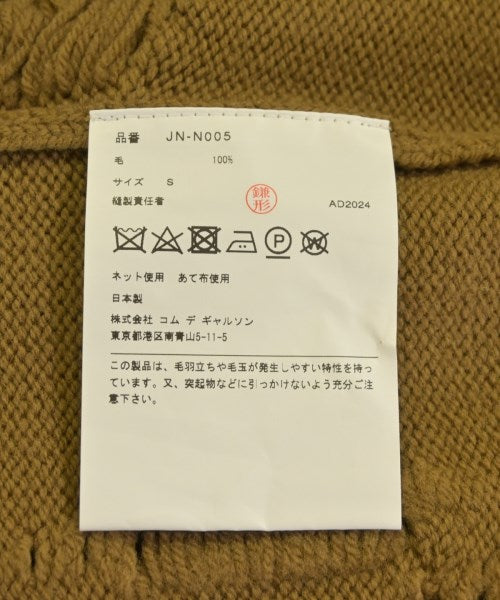 品番 JN-N005
毛 100%
サイズ S
縫製責任者 鎌形 AD2024
P W
ネット使用 あて布使用
日本製
株式会社 コム デ ギャルソン
東京都港区南青山5-11-5
この製品は、毛羽立ちや毛玉が発生しやすい特性を持っ
ています。又、突起物などに引っかけないよう充分ご注
意下さい。